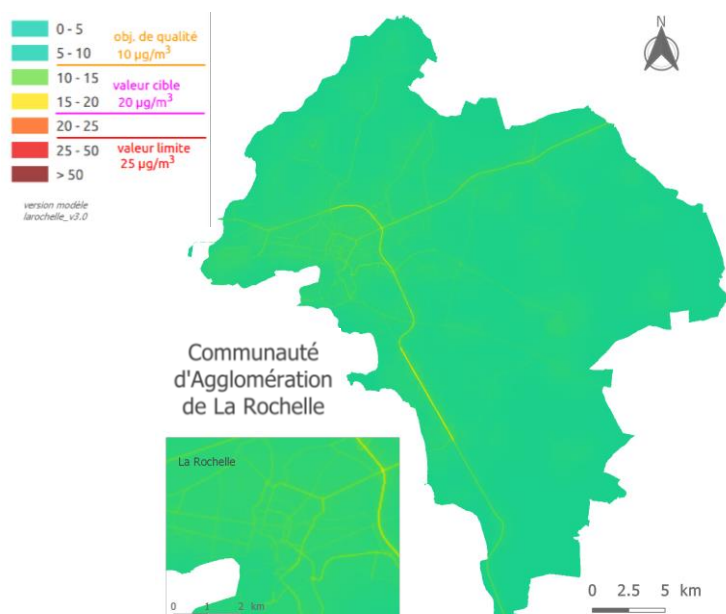 0 - 5
5 - 10
10 - 15
15 - 20
20 - 25
25 - 50
> 50
obj. de qualité
10 µg/m³
valeur cible
20 µg/m³
valeur limite
25 µg/m³
version modèle
larochelle_v3.0
N
Communauté
d'Agglomération
de La Rochelle
La Rochelle
0 1 2 km
0 2.5 5 km